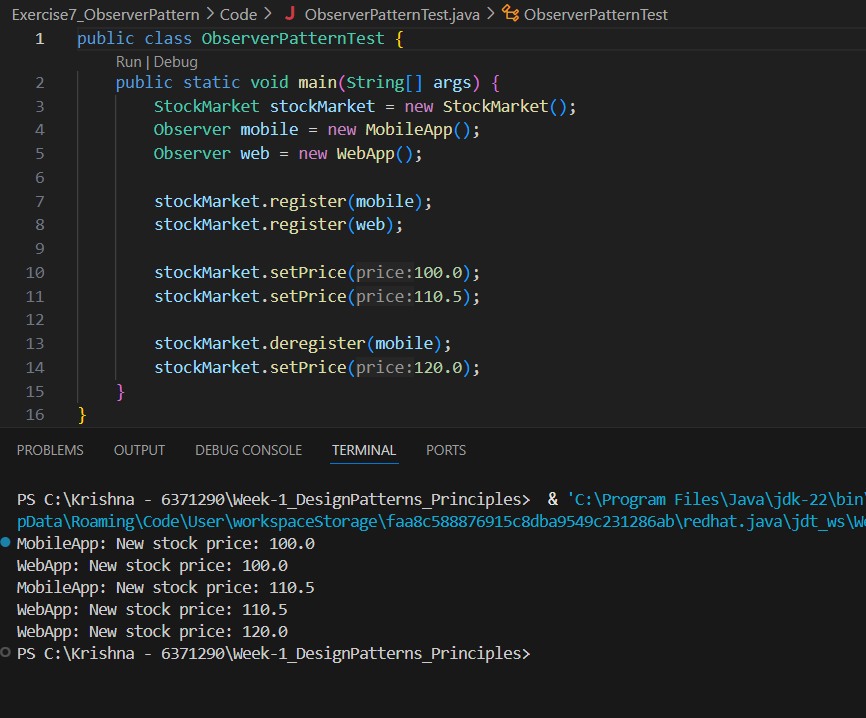 Exercise7_ObserverPattern > Code > J ObserverPatternTest.java > ObserverPatternTest
1 public class ObserverPatternTest {
Run | Debug
2 public static void main(String[] args) {
3 StockMarket stockMarket = new StockMarket();
4 Observer mobile = new MobileApp();
5 Observer web = new WebApp();
6
7 stockMarket.register(mobile);
8 stockMarket.register(web);
9
10 stockMarket.setPrice(price:100.0);
11 stockMarket.setPrice(price:110.5);
12
13 stockMarket.deregister(mobile);
14 stockMarket.setPrice(price:120.0);
15 }
16 }
PROBLEMS OUTPUT DEBUG CONSOLE TERMINAL PORTS
PS C:\Krishna - 6371290\Week-1_DesignPatterns_Principles> & 'C:\Program Files\Java\jdk-22\bin\
pData\Roaming\Code\User\workspaceStorage\faa8c588876915c8dba9549c231286ab\redhat.java\jdt_ws\We
MobileApp: New stock price: 100.0
WebApp: New stock price: 100.0
MobileApp: New stock price: 110.5
WebApp: New stock price: 110.5
WebApp: New stock price: 120.0
PS C:\Krishna - 6371290\Week-1_DesignPatterns_Principles>